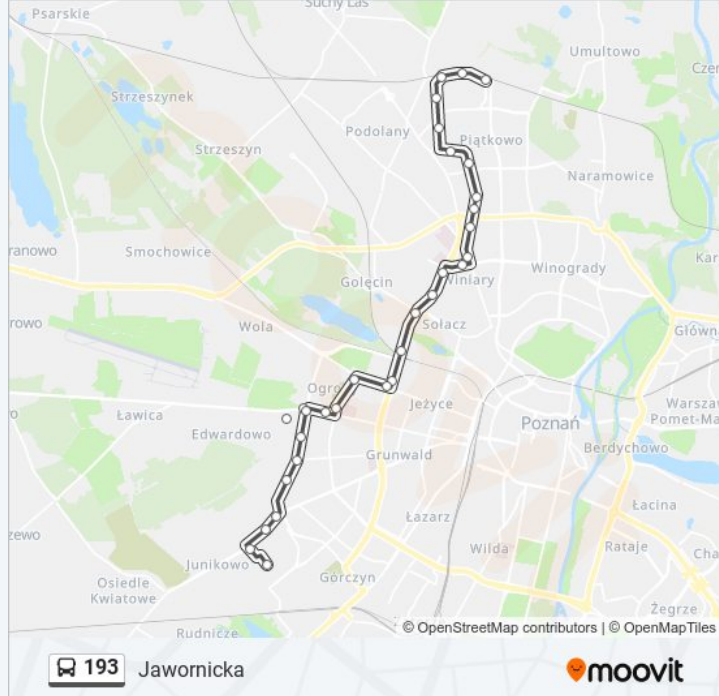 Suchy Las
Psarskie
Umultowo
Czer
Strzeszynek
Podolany
Piątkowo
Strzeszyn
Naramowice
ranowo
Smochowice
Kar
Golęcin
Winiary
Winogrady
rowo
Wola
Sołacz
Główna
Ogro
Ławica
Jeżyce
Warszaw
Pomet-Ma
Edwardowo
Poznań
Berdychowo
Grunwald
Łacina
Łazarz
zewo
Wilda
Rataje
Cha
Junikowo
Osiedle
Kwiatowe
Górczyn
Żegrze
Rudnicze
© OpenStreetMap contributors | © OpenMapTiles
193 Jawornicka
moovit